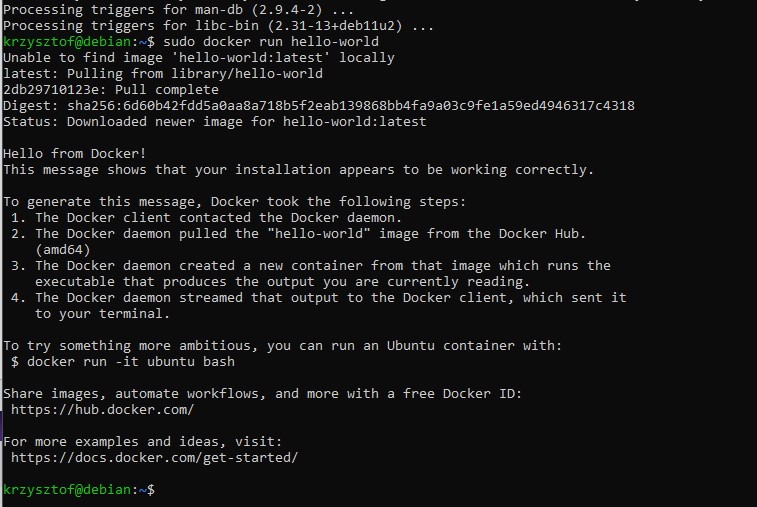 Processing triggers for man-db (2.9.4-2) ...
Processing triggers for libc-bin (2.31-13+deb11u2) ...
krzysztof@debian:~$ sudo docker run hello-world
Unable to find image 'hello-world:latest' locally
latest: Pulling from library/hello-world
2db29710123e: Pull complete
Digest: sha256:6d60b42fdd5a0aa8a718b5f2eab139868bb4fa9a03c9fe1a59ed4946317c4318
Status: Downloaded newer image for hello-world:latest

Hello from Docker!
This message shows that your installation appears to be working correctly.

To generate this message, Docker took the following steps:
 1. The Docker client contacted the Docker daemon.
 2. The Docker daemon pulled the "hello-world" image from the Docker Hub.
    (amd64)
 3. The Docker daemon created a new container from that image which runs the
    executable that produces the output you are currently reading.
 4. The Docker daemon streamed that output to the Docker client, which sent it
    to your terminal.

To try something more ambitious, you can run an Ubuntu container with:
 $ docker run -it ubuntu bash

Share images, automate workflows, and more with a free Docker ID:
 https://hub.docker.com/

For more examples and ideas, visit:
 https://docs.docker.com/get-started/

krzysztof@debian:~$